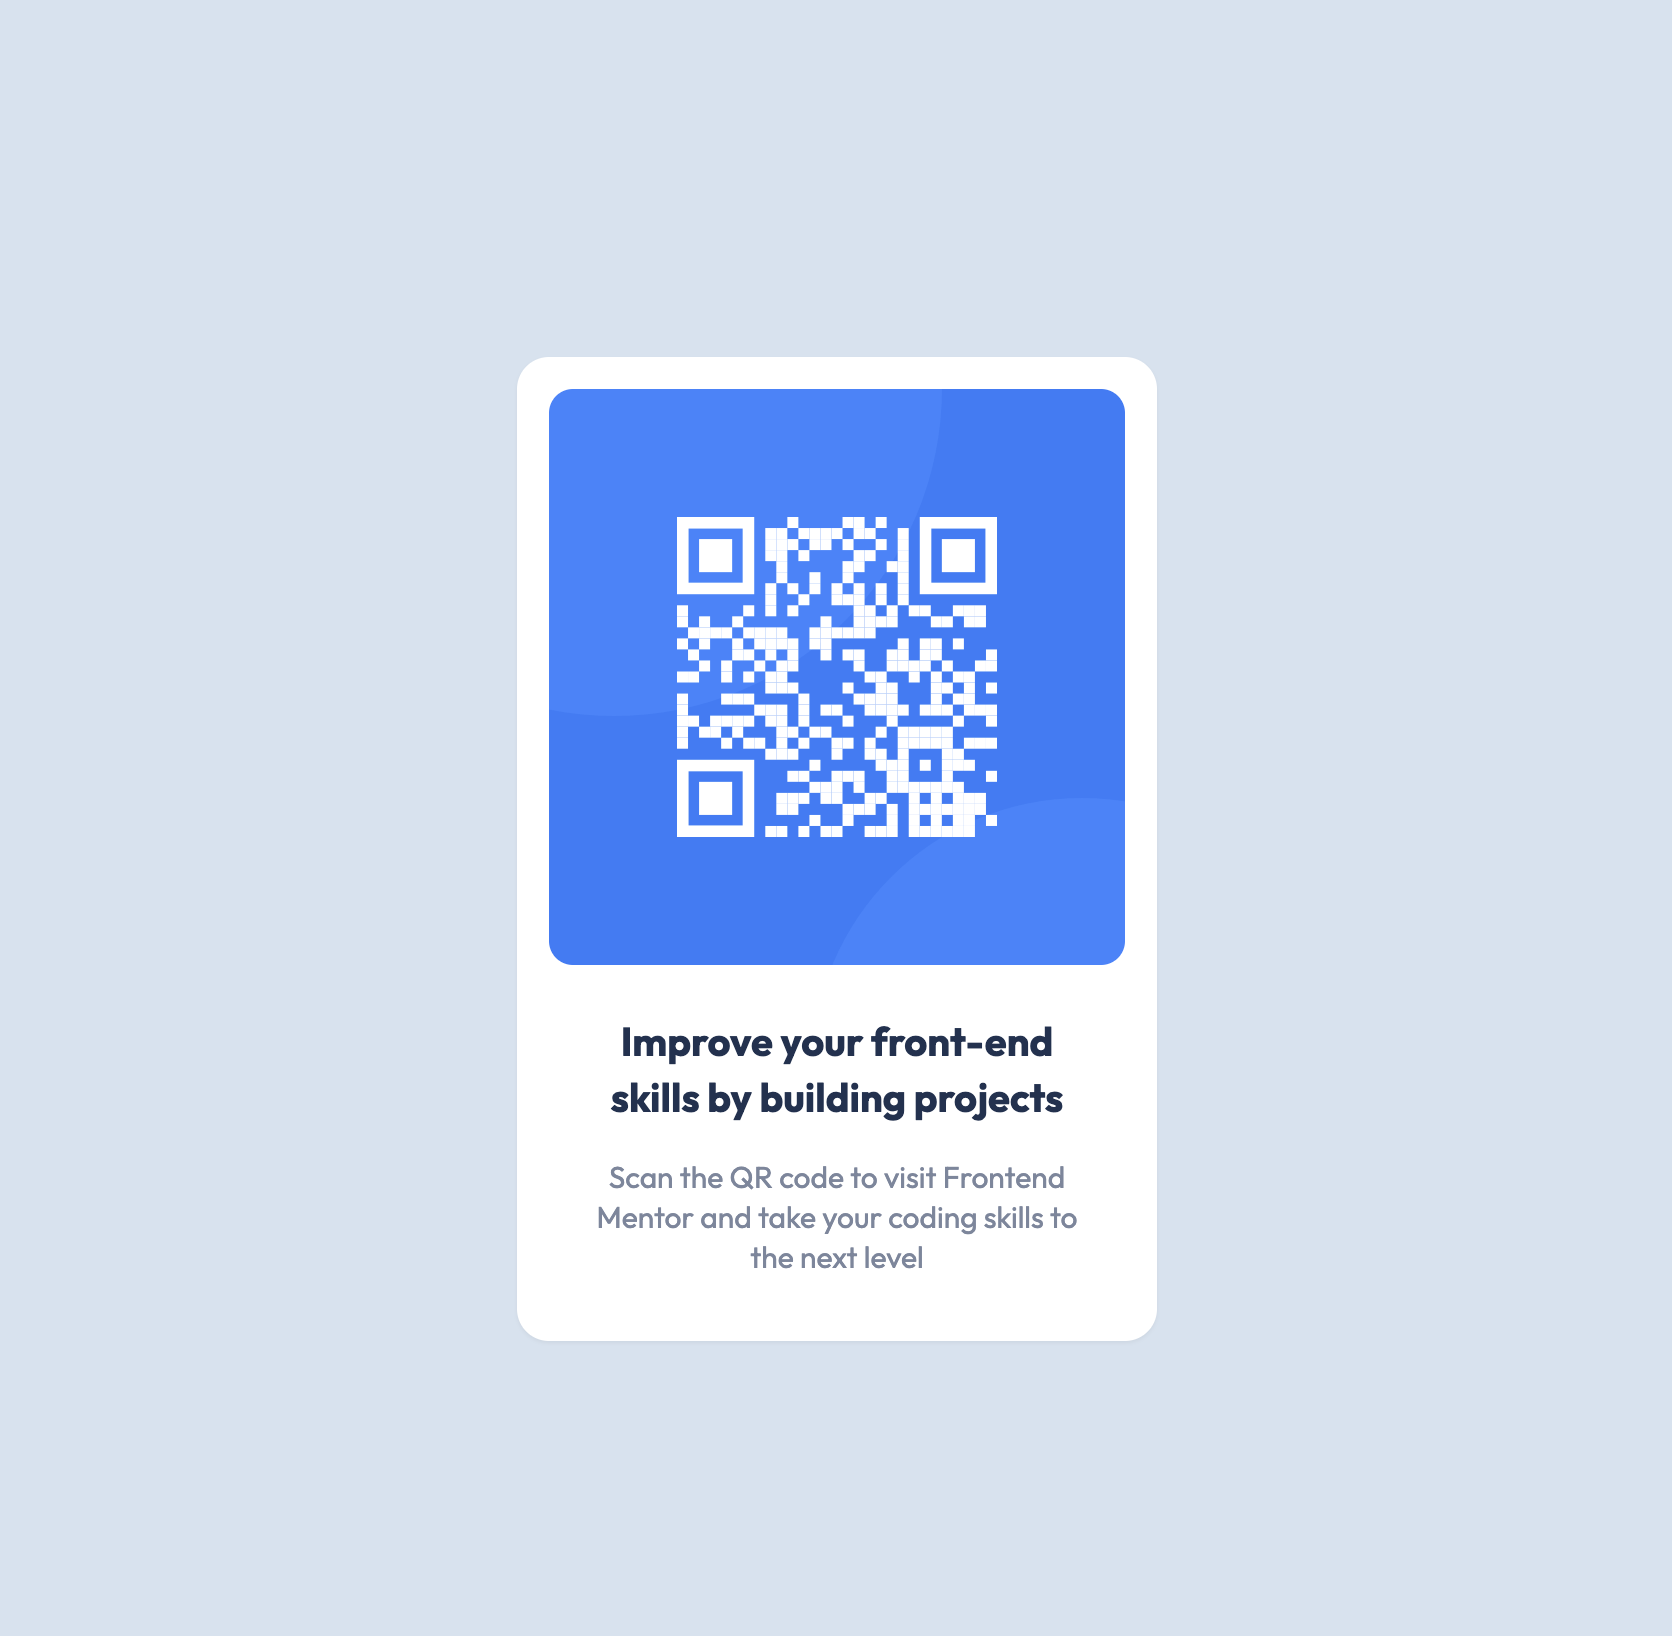 Improve your front-end
skills by building projects
Scan the QR code to visit Frontend
Mentor and take your coding skills to
the next level